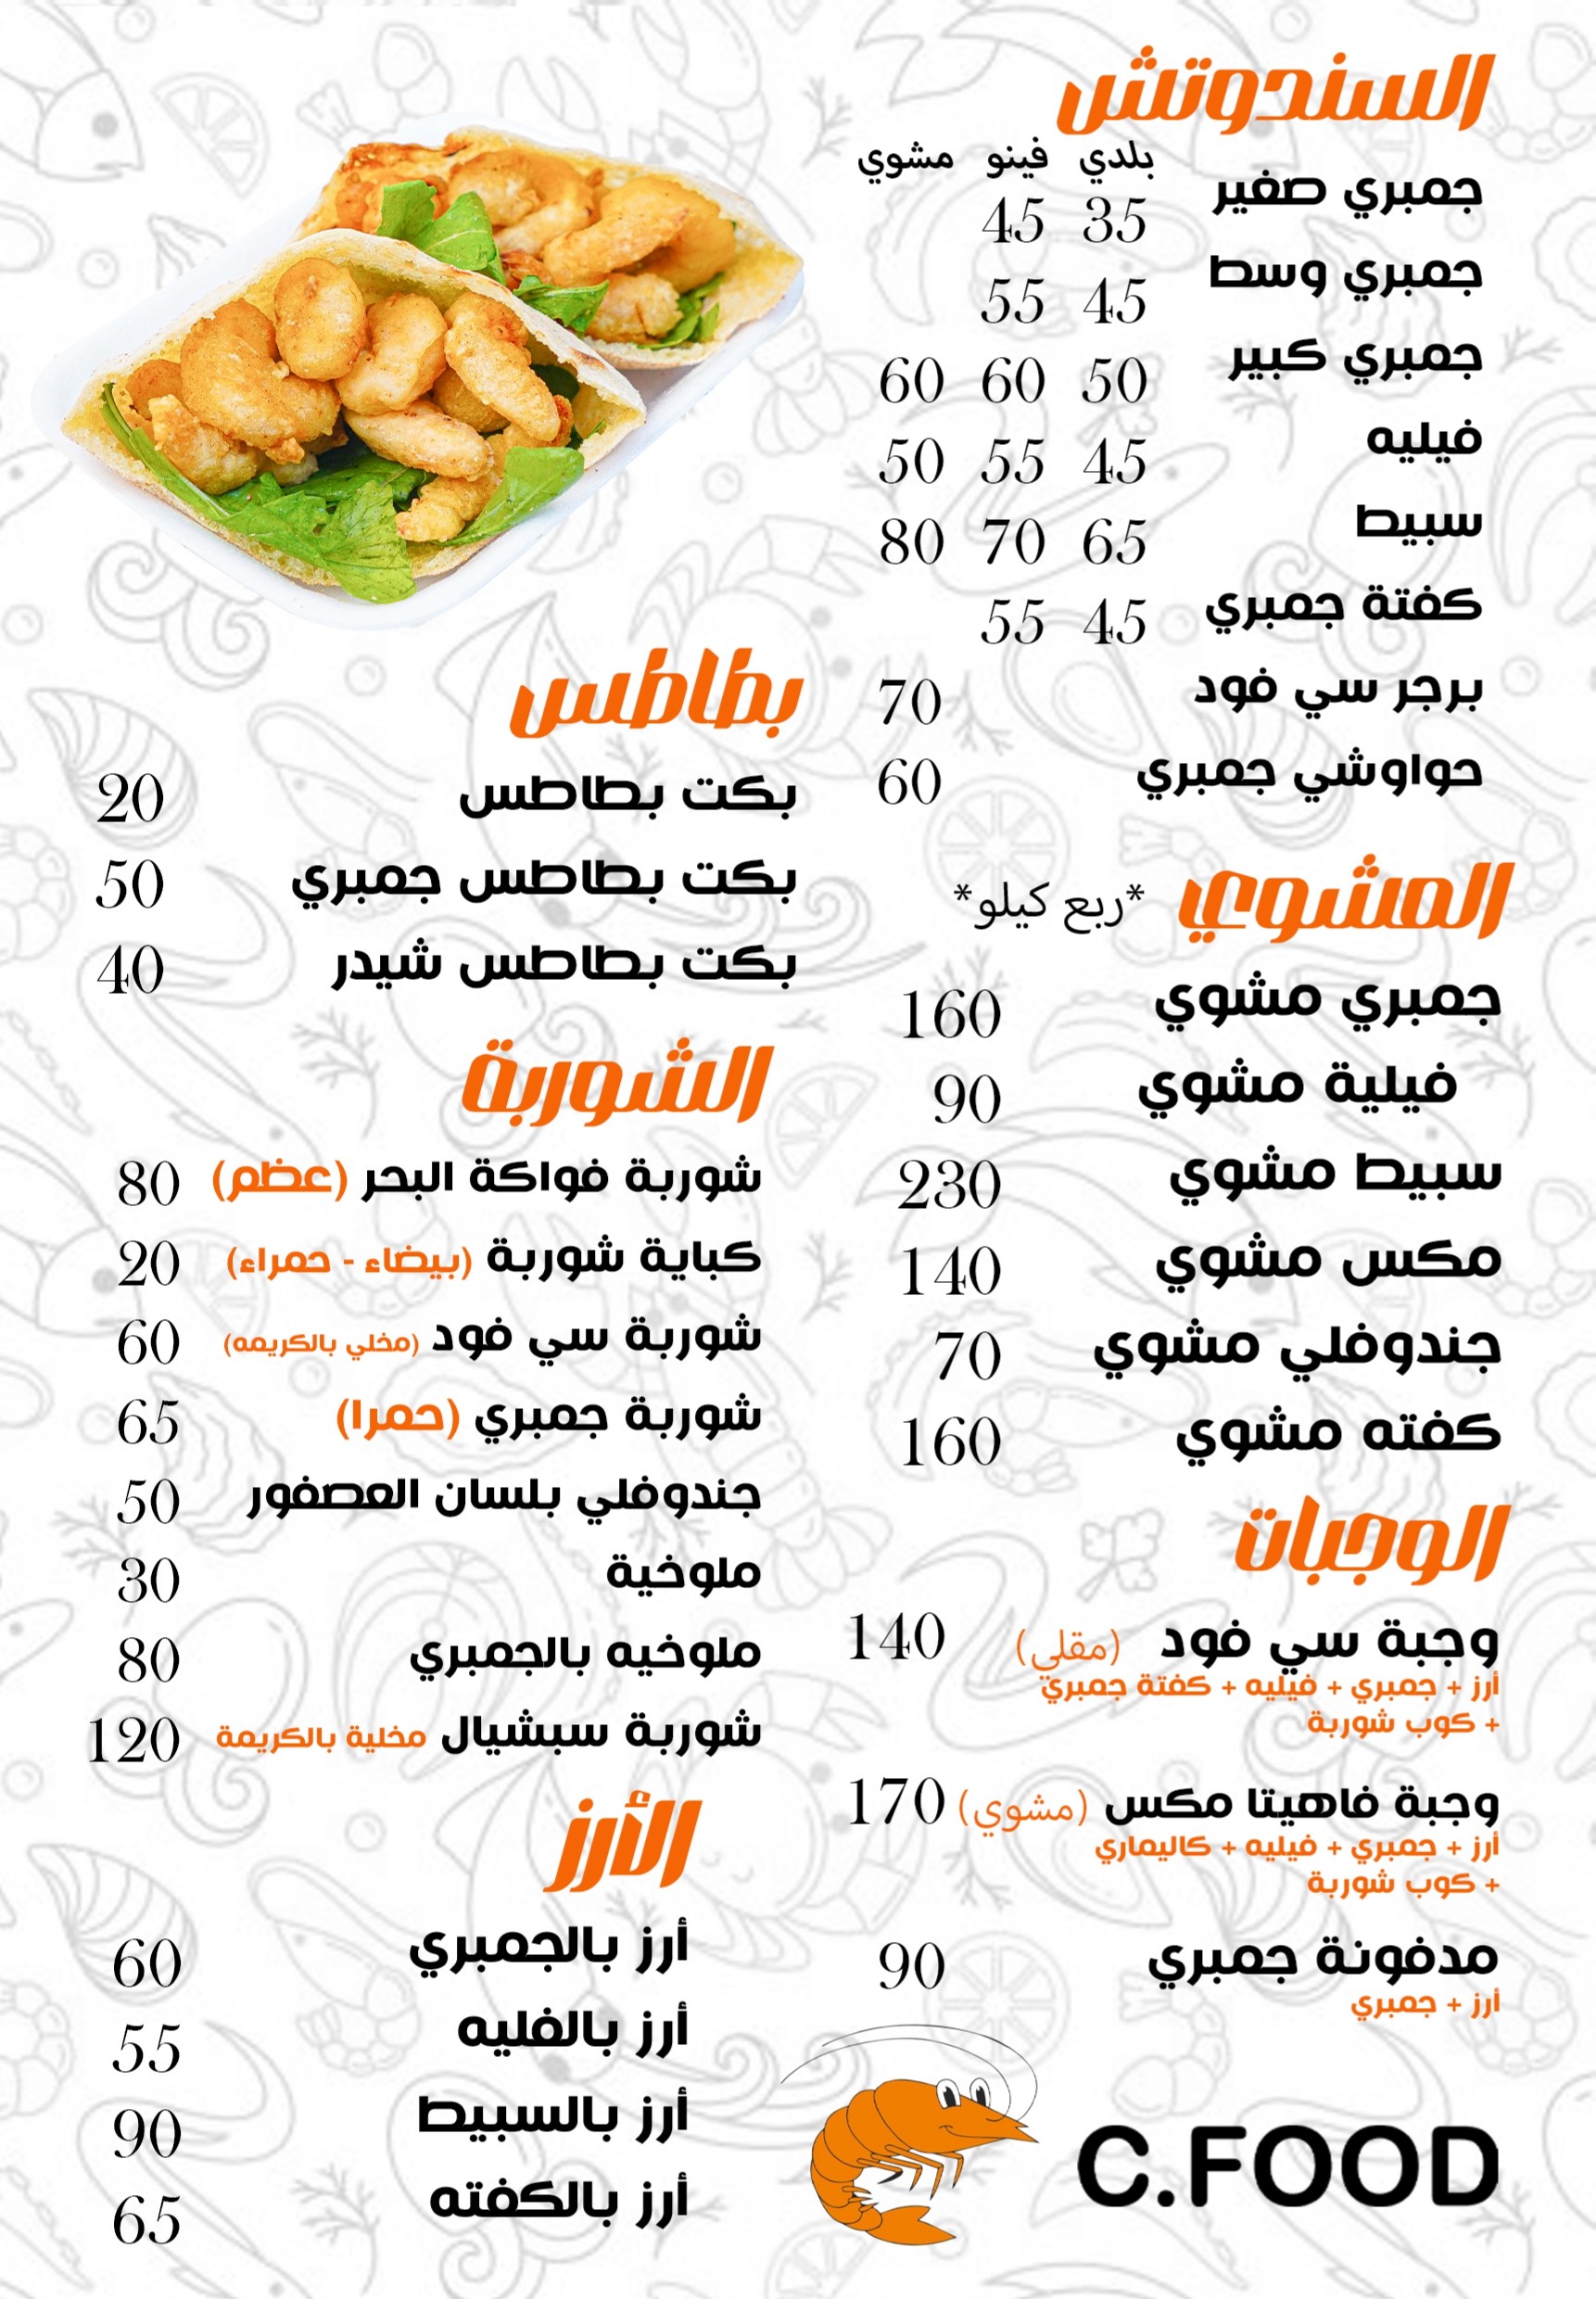 السندوتش
بلدي فينو مشوي
جمبري صغير 35 45
جمبري وسط 45 55
جمبري كبير 50 60 60
فيليه 45 55 50
سبيط 65 70 80
كفتة جمبري 45 55
برجر سي فود 70
حواوشي جمبري 60
المشوي *ربع كيلو*
جمبري مشوي 160
فيلية مشوي 90
سبيط مشوي 230
مكس مشوي 140
جندوفلي مشوي 70
كفته مشوي 160
الوجبات
وجبة سي فود (مقلي) 140
أرز + جمبري + فيليه + كفتة جمبري
+ كوب شوربة
وجبة فاهيتا مكس (مشوي) 170
أرز + جمبري + فيليه + كاليماري
+ كوب شوربة
مدفونة جمبري 90
أرز + جمبري
بطاطس
بكت بطاطس 20
بكت بطاطس جمبري 50
بكت بطاطس شيدر 40
الشوربة
شوربة فواكة البحر (عظم) 80
كباية شوربة (بيضاء - حمراء) 20
شوربة سي فود (مخلي بالكريمه) 60
شوربة جمبري (حمرا) 65
جندوفلي بلسان العصفور 50
ملوخية 30
ملوخيه بالجمبري 80
شوربة سبشيال مخلية بالكريمة 120
الأرز
أرز بالجمبري 60
أرز بالفليه 55
أرز بالسبيط 90
أرز بالكفته 65
C.FOOD